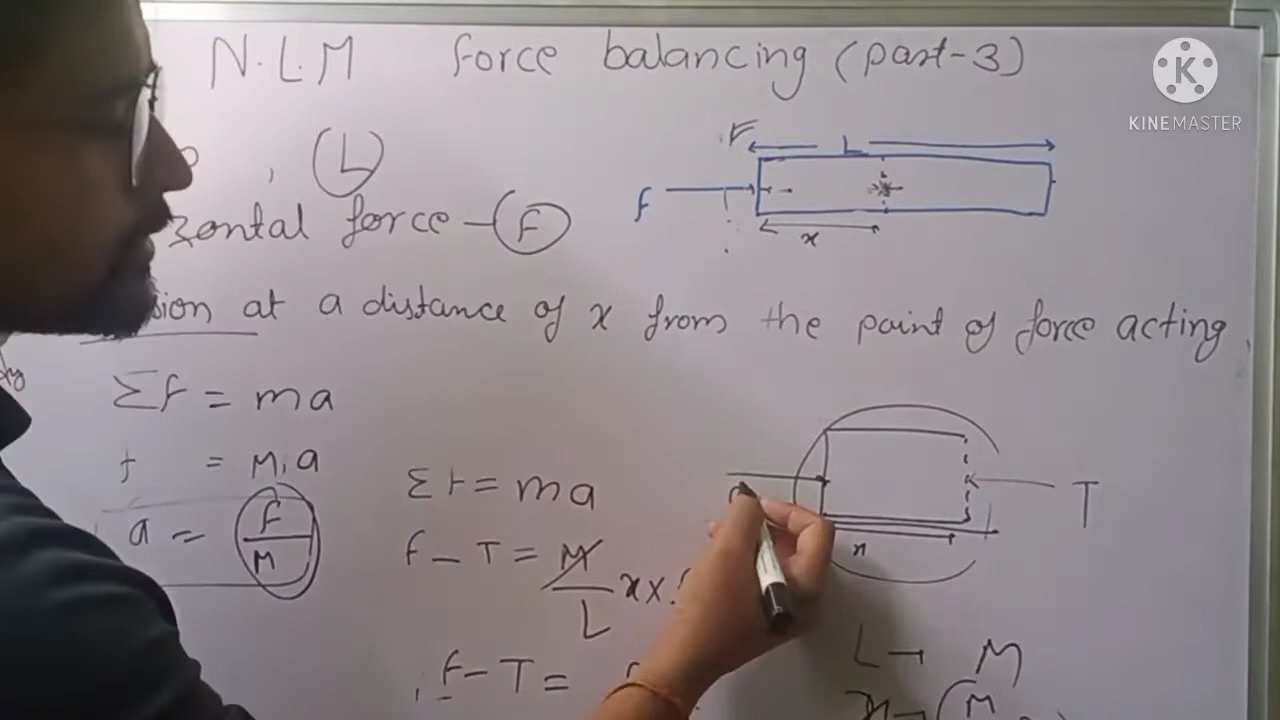 N.L.M force balancing (part-3)
K
KINEMASTER
, L
F
L
f
x
zontal force - F
sion at a distance of x from the point of force acting
ΣF = ma
f = M.a
a = F/M
ΣF = ma
f - T = M/L x x
f - T =
T
x
L → M
x → (M